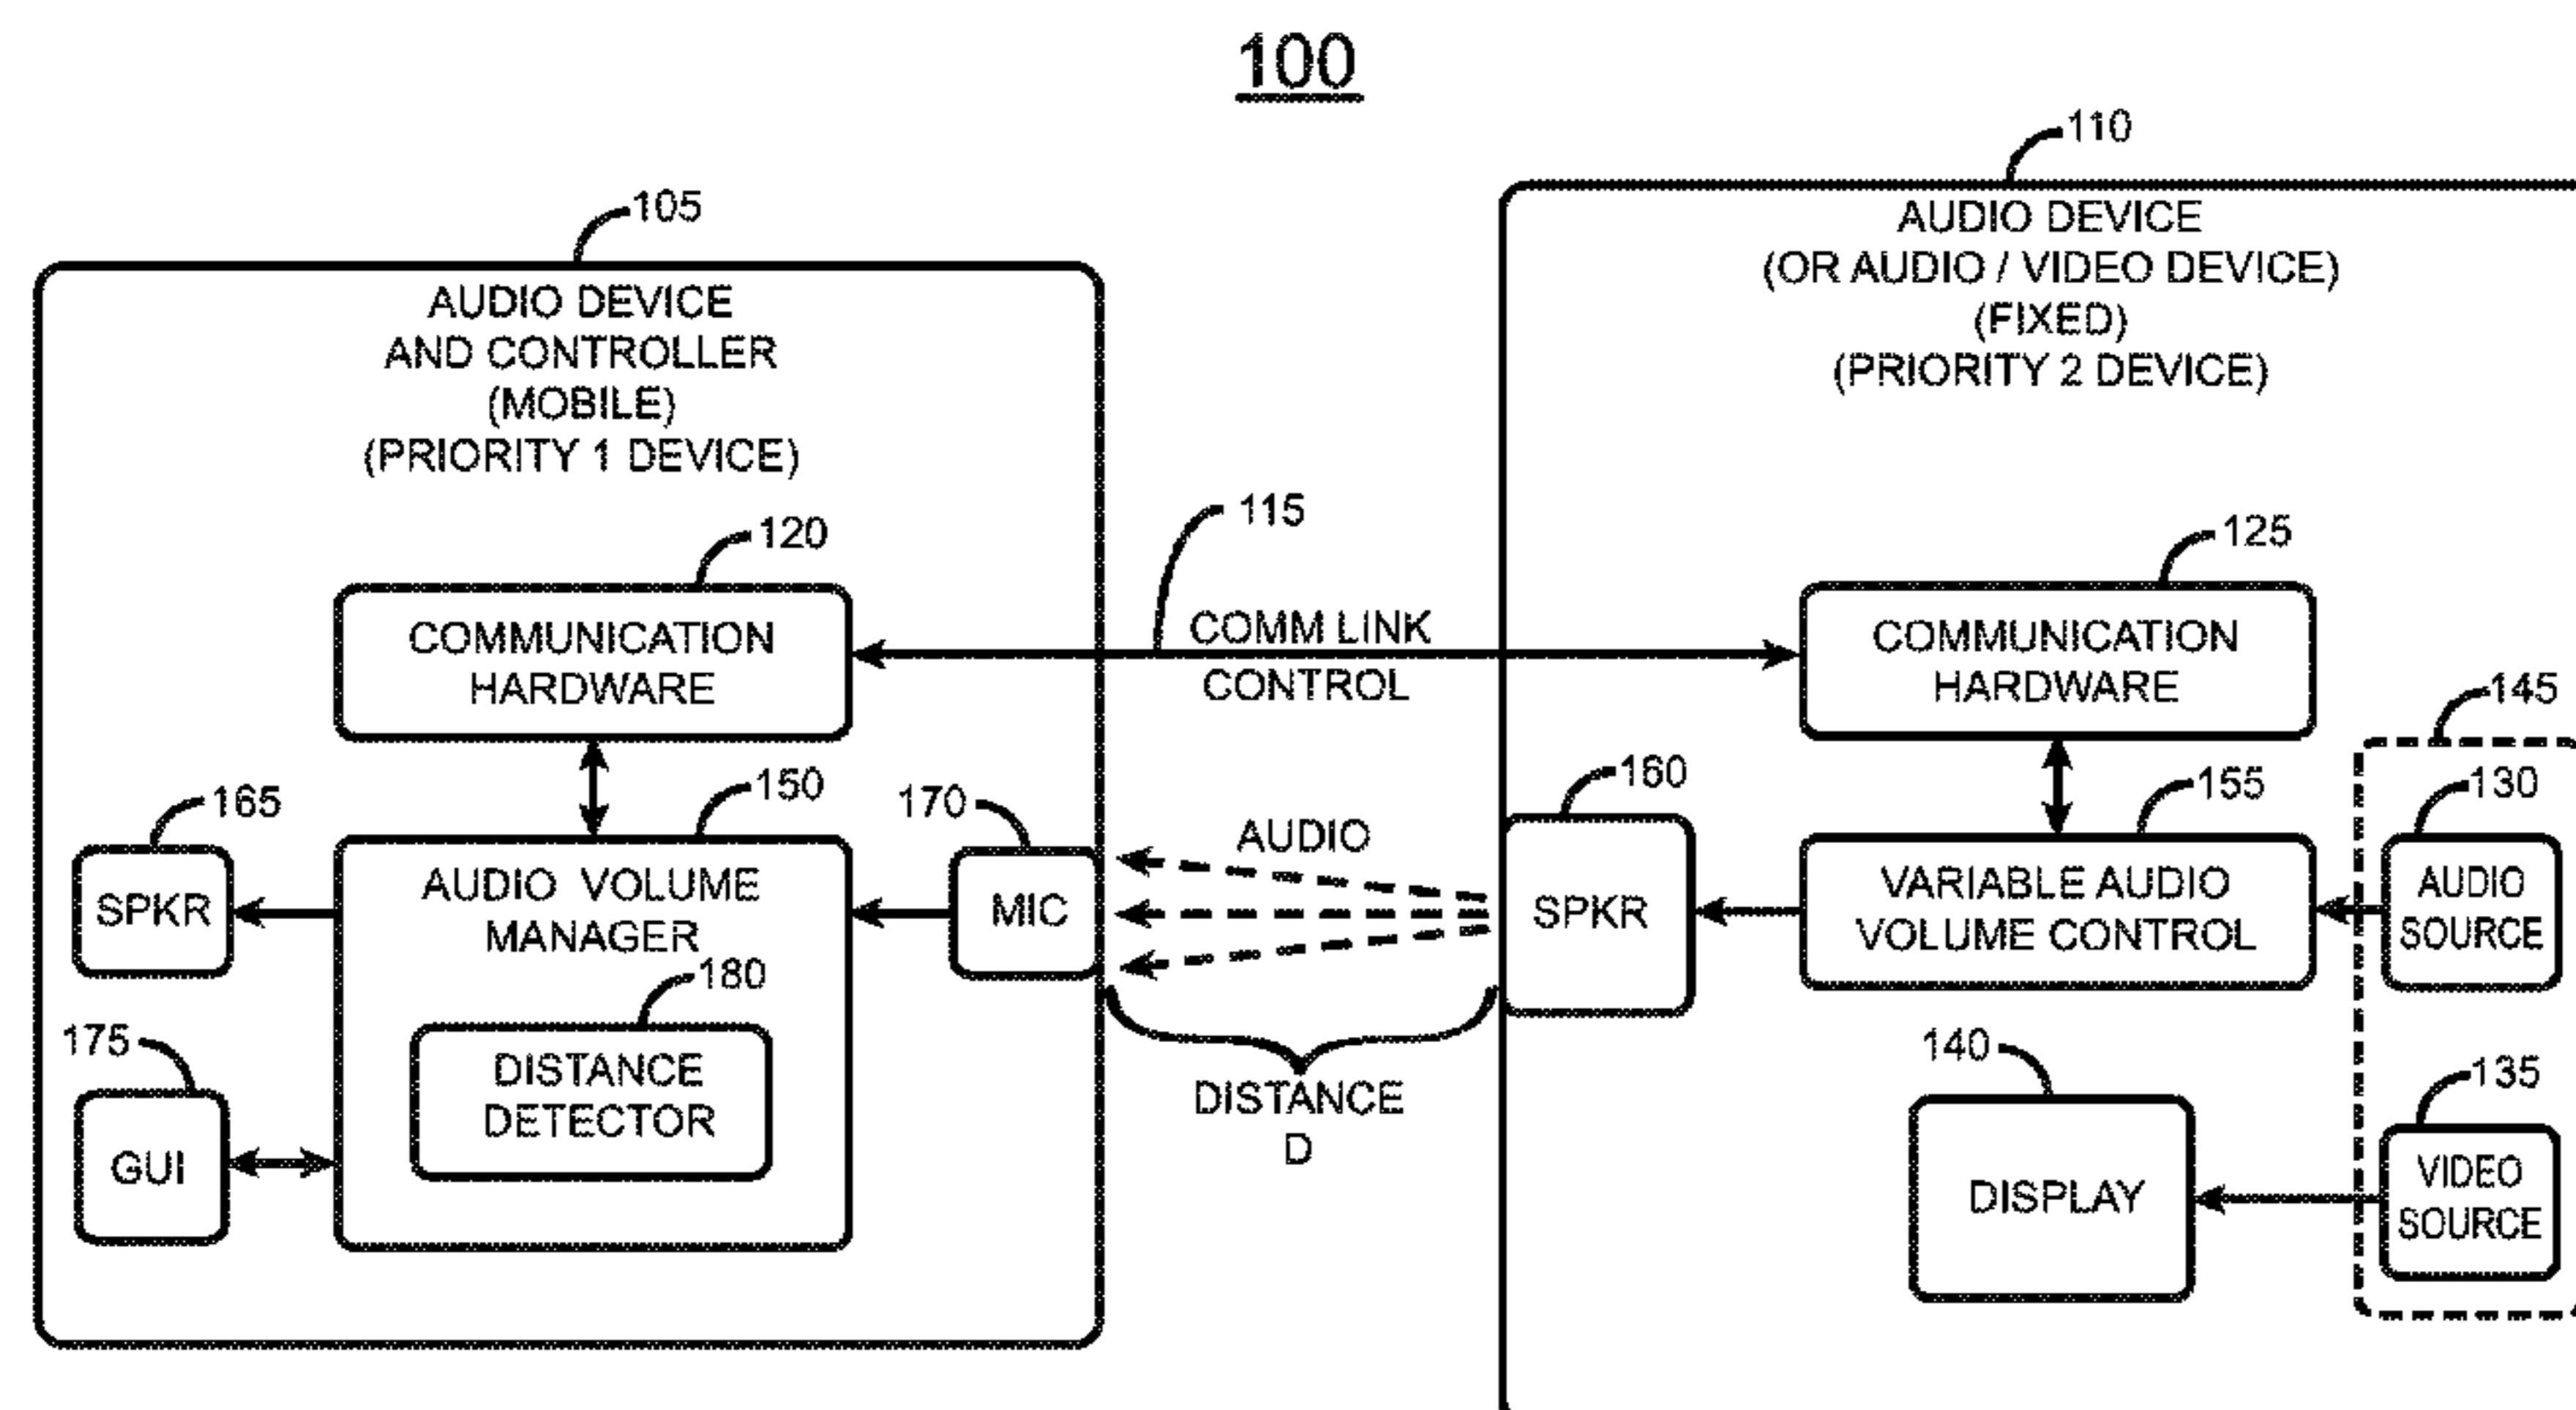 100
110
AUDIO DEVICE
(OR AUDIO / VIDEO DEVICE)
(FIXED)
(PRIORITY 2 DEVICE)
105
AUDIO DEVICE
AND CONTROLLER
(MOBILE)
(PRIORITY 1 DEVICE)
120
COMMUNICATION
HARDWARE
115
COMM LINK
CONTROL
125
COMMUNICATION
HARDWARE
145
165
SPKR
150
AUDIO VOLUME
MANAGER
180
DISTANCE
DETECTOR
170
MIC
175
GUI
AUDIO
DISTANCE
D
160
SPKR
155
VARIABLE AUDIO
VOLUME CONTROL
130
AUDIO
SOURCE
140
DISPLAY
135
VIDEO
SOURCE